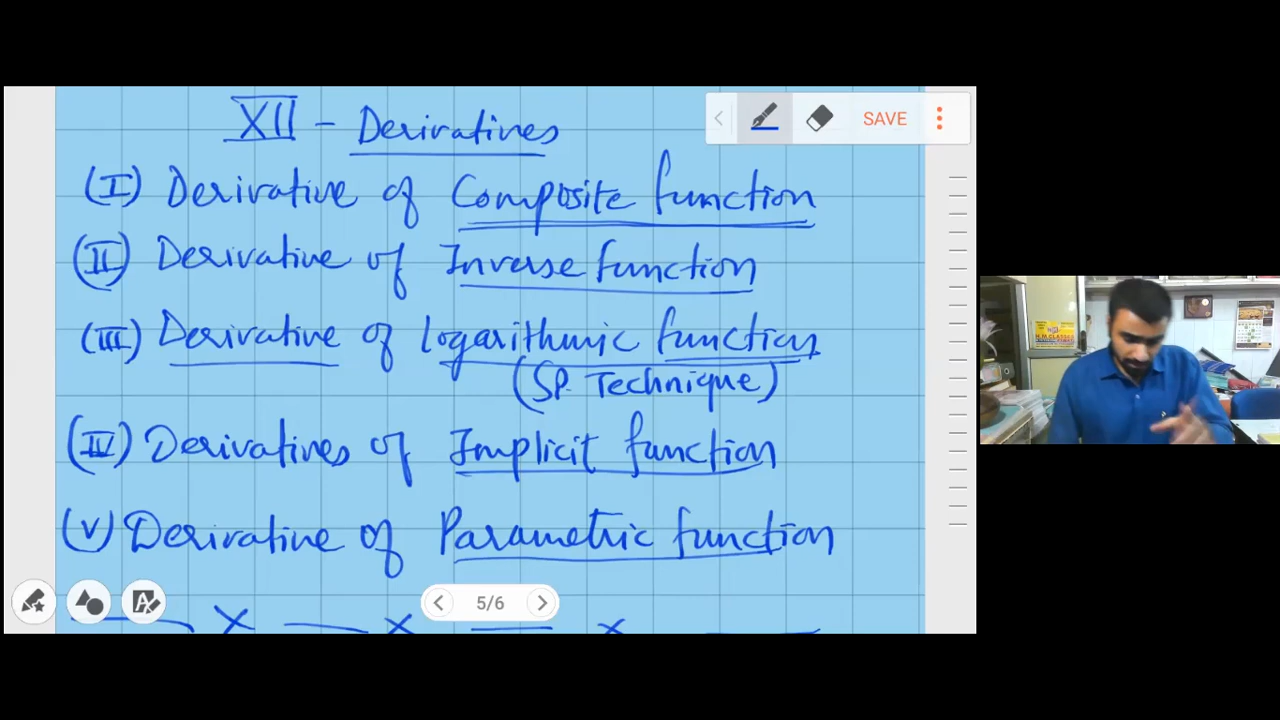 XII - Derivatives
SAVE
(I) Derivative of Composite function
(II) Derivative of Inverse function
(III) Derivative of logarithmic function
(SP. Technique)
(IV) Derivatives of Implicit function
(V) Derivative of Parametric function
5/6
x x x